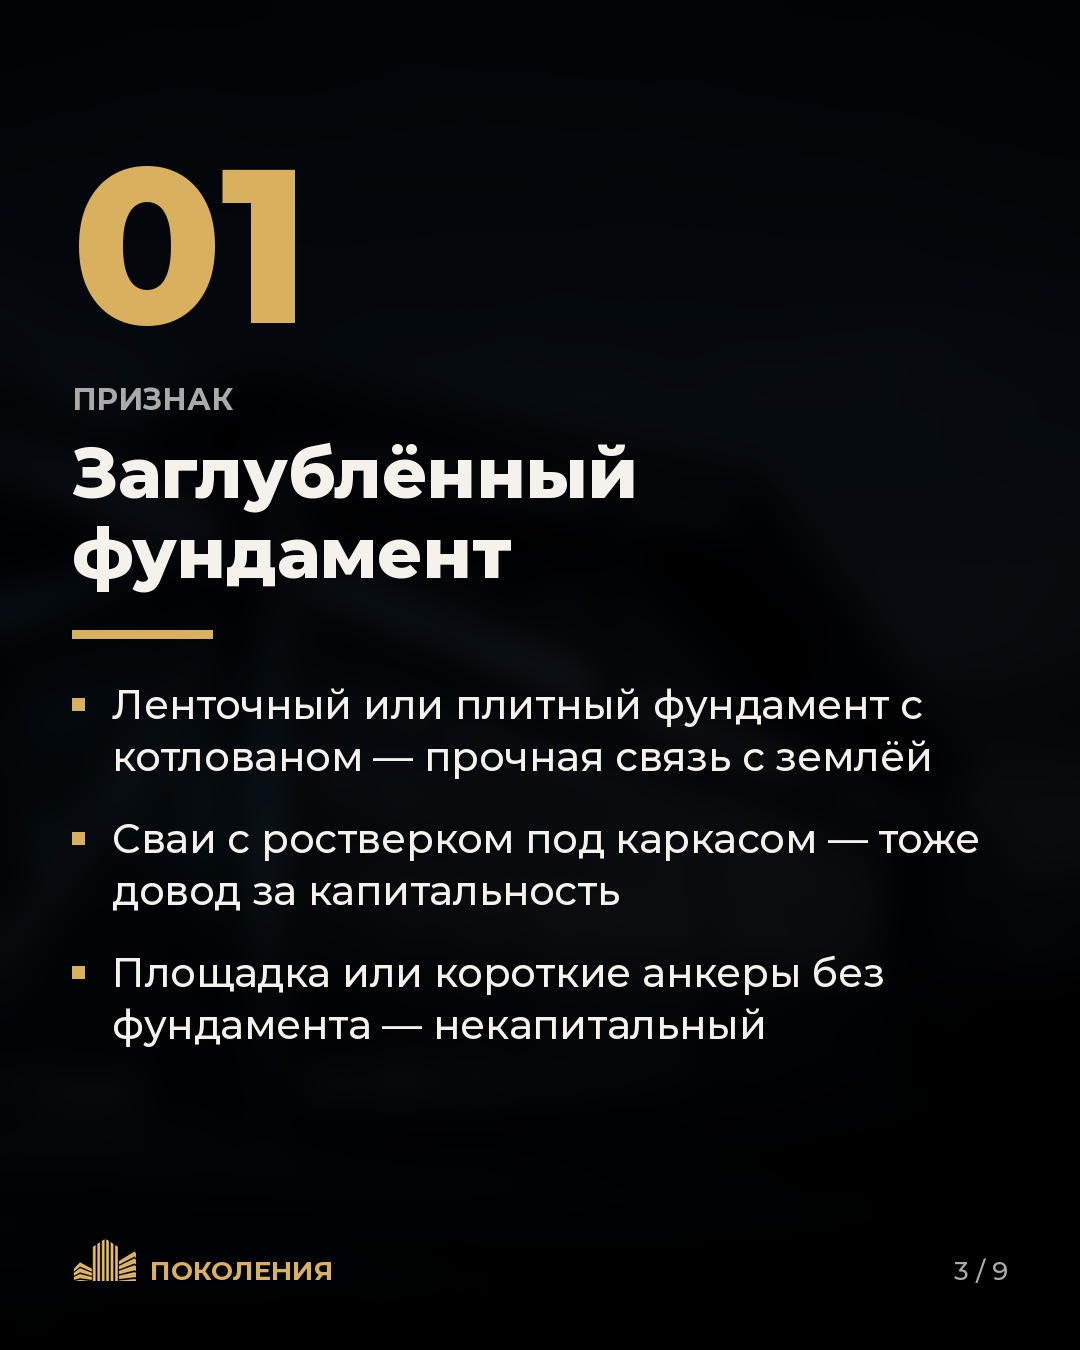 01
ПРИЗНАК
Заглублённый
фундамент
Ленточный или плитный фундамент с
котлованом — прочная связь с землёй
Сваи с ростверком под каркасом — тоже
довод за капитальность
Площадка или короткие анкеры без
фундамента — некапитальный
ПОКОЛЕНИЯ
3 / 9